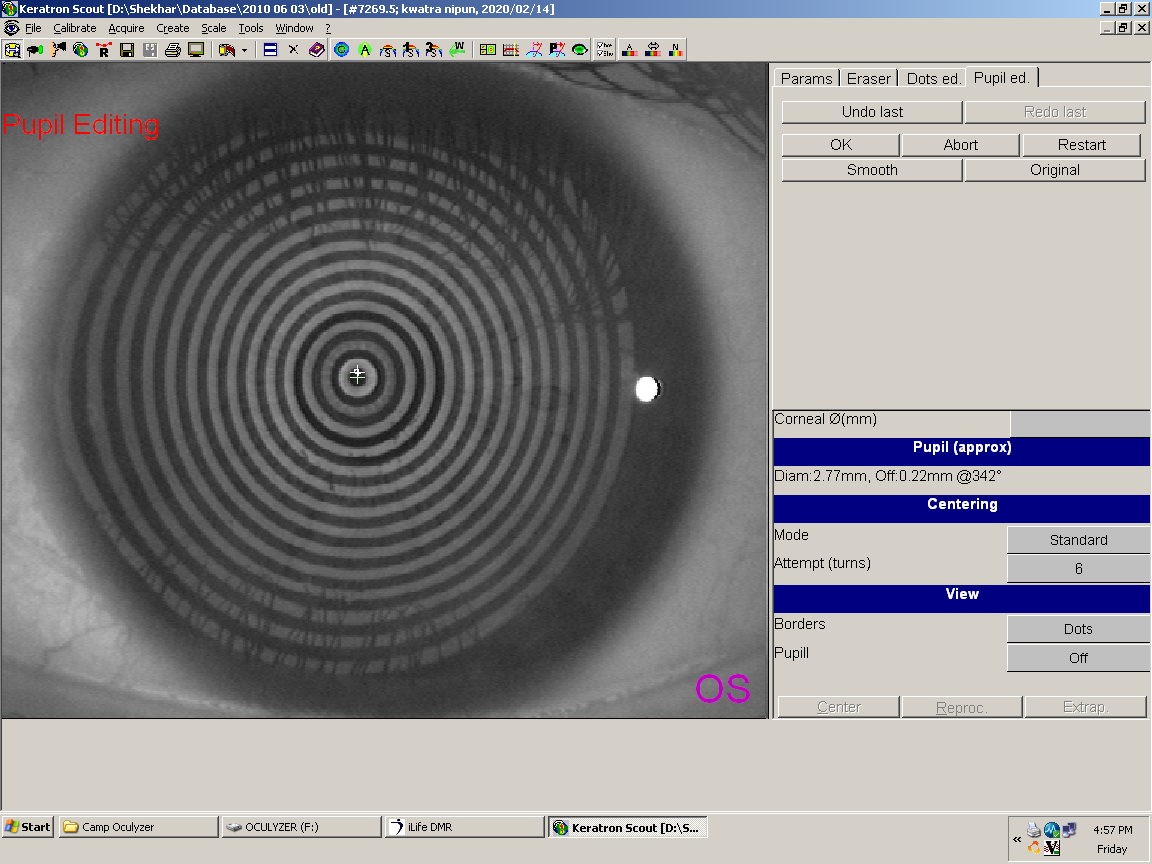 Keratron Scout [D:\Shekhar\Database\2010 06 03\old] - [#7269.5; kwatra nipun, 2020/02/14]
File Calibrate Acquire Create Scale Tools Window ?
Pupil Editing
OS
Params Eraser Dots ed. Pupil ed.
Undo last Redo last
OK Abort Restart
Smooth Original
Corneal Ø(mm)
Pupil (approx)
Diam:2.77mm, Off:0.22mm @342°
Centering
Mode Standard
Attempt (turns) 6
View
Borders Dots
Pupill Off
Center Reproc. Extrap.
Start Camp Oculyzer OCULYZER (F:) iLife DMR Keratron Scout [D:\S... « 4:57 PM
Friday